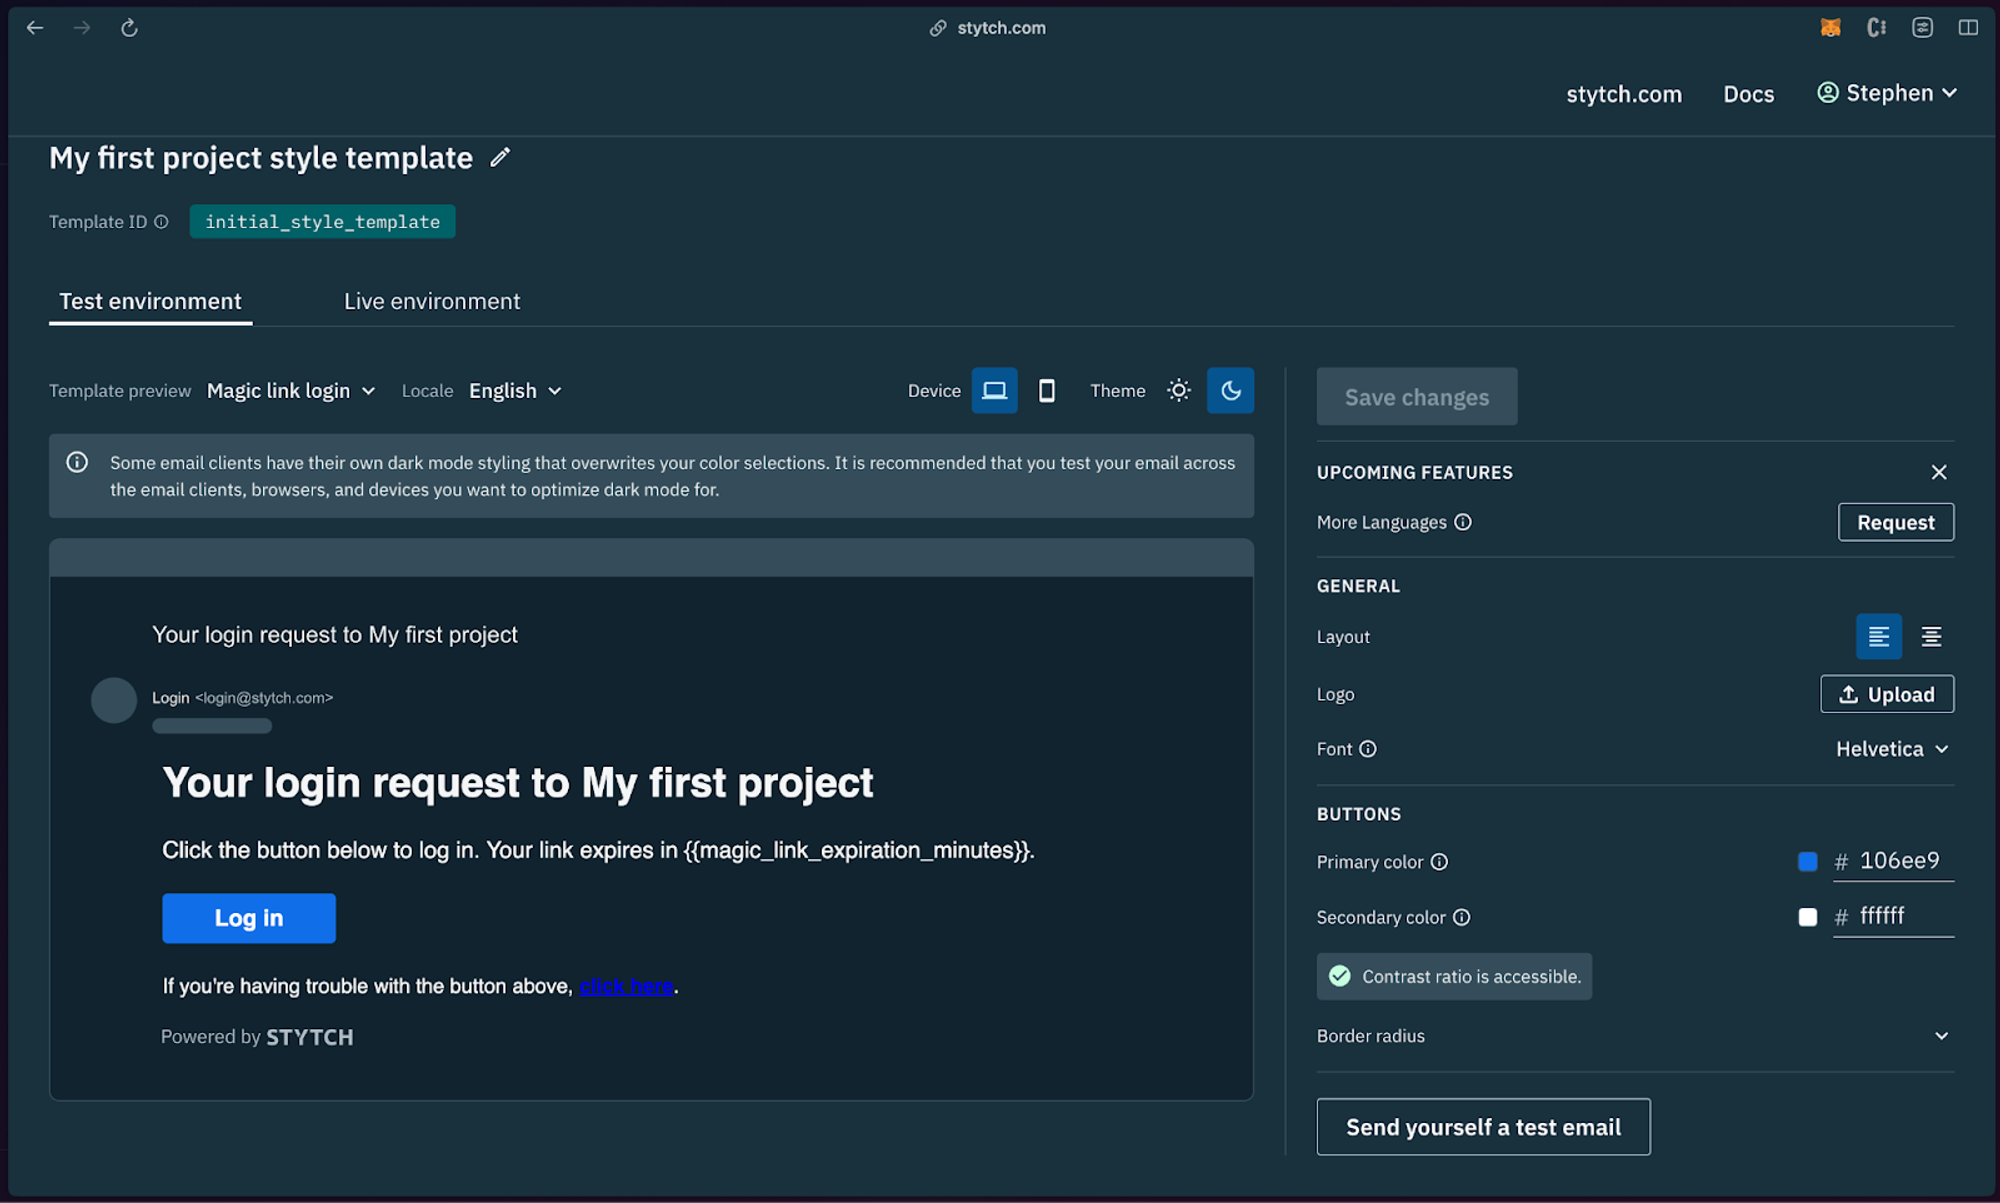 stytch.com
stytch.com Docs Stephen
My first project style template
Template ID initial_style_template
Test environment Live environment
Template preview Magic link login Locale English Device Theme
Some email clients have their own dark mode styling that overwrites your color selections. It is recommended that you test your email across
the email clients, browsers, and devices you want to optimize dark mode for.
Your login request to My first project
Login <login@stytch.com>
Your login request to My first project
Click the button below to log in. Your link expires in {{magic_link_expiration_minutes}}.
Log in
If you're having trouble with the button above, click here.
Powered by STYTCH
Save changes
UPCOMING FEATURES
More Languages Request
GENERAL
Layout
Logo Upload
Font Helvetica
BUTTONS
Primary color # 106ee9
Secondary color # ffffff
Contrast ratio is accessible.
Border radius
Send yourself a test email